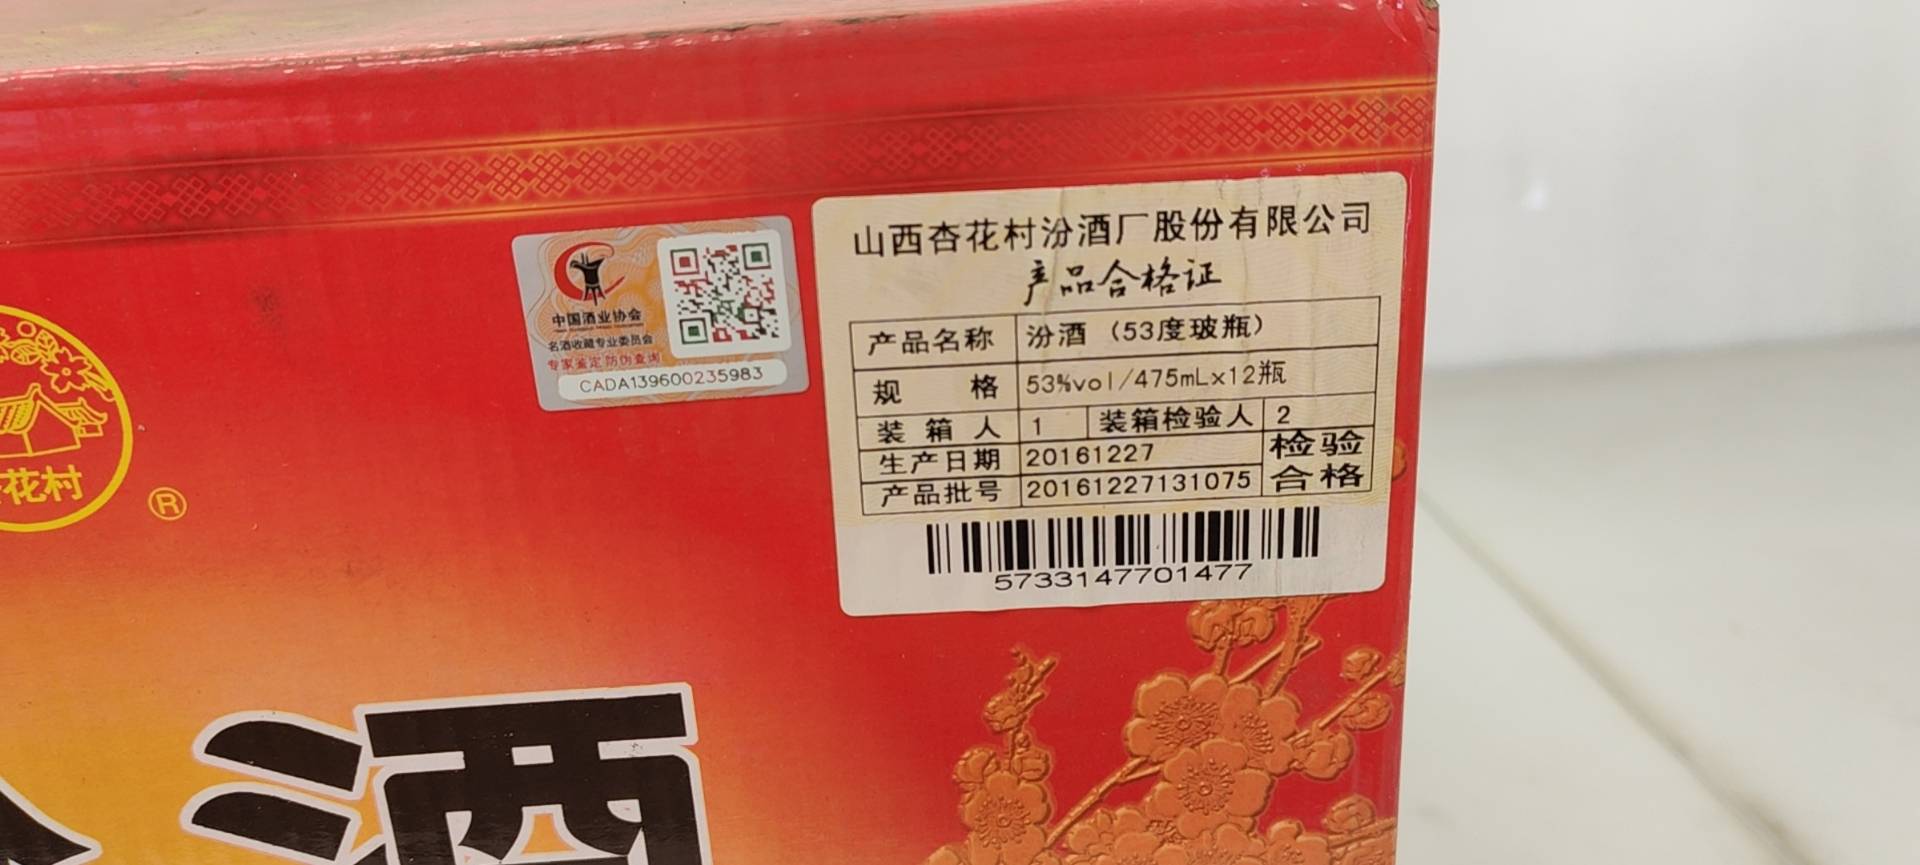 山西杏花村汾酒厂股份有限公司
产品合格证
产品名称 汾酒（53度玻瓶）
规 格 53%vol/475mL×12瓶
装箱人 1 装箱检验人 2
生产日期 20161227 检验
产品批号 20161227131075 合格
5733147701477
中国酒业协会
名酒收藏专业委员会
专家鉴定 防伪查询
CADA139600235983
花村
®
酒